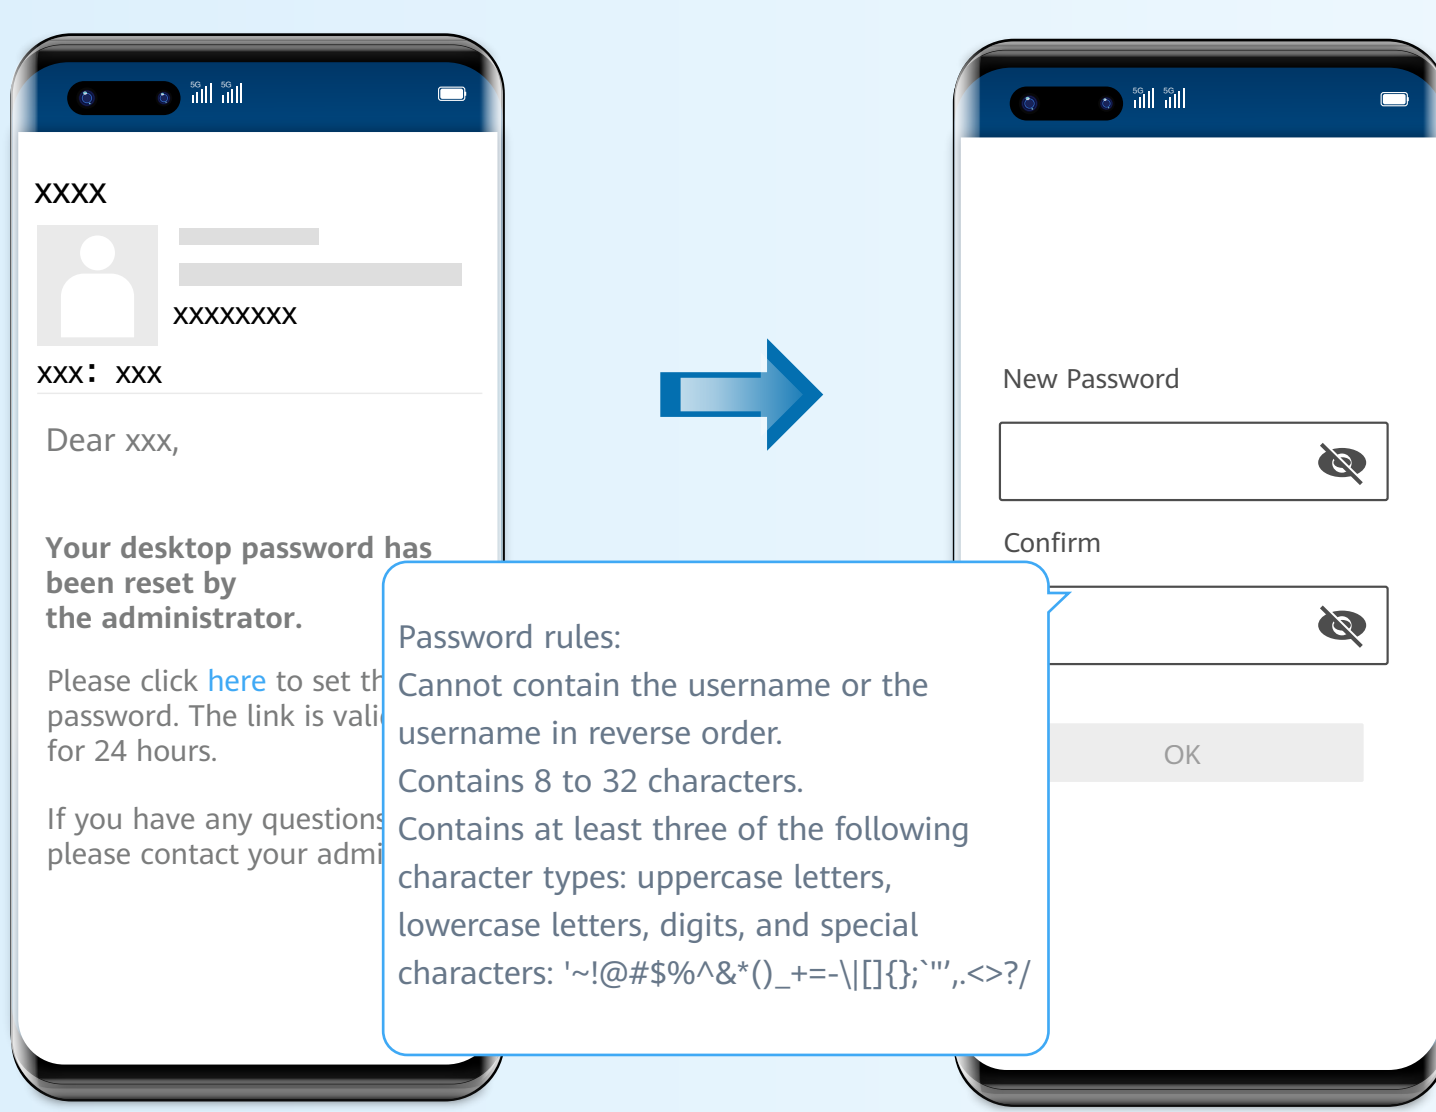 5G 5G
xxxx
xxxxxxxx
xxx: xxx
Dear xxx,
Your desktop password has
been reset by
the administrator.
Please click here to set th
password. The link is vali
for 24 hours.
If you have any questions
please contact your admi
Password rules:
Cannot contain the username or the
username in reverse order.
Contains 8 to 32 characters.
Contains at least three of the following
character types: uppercase letters,
lowercase letters, digits, and special
characters: '~!@#$%^&*()_+=-\|[]{};`"’,.<>?/
5G 5G
New Password
Confirm
OK